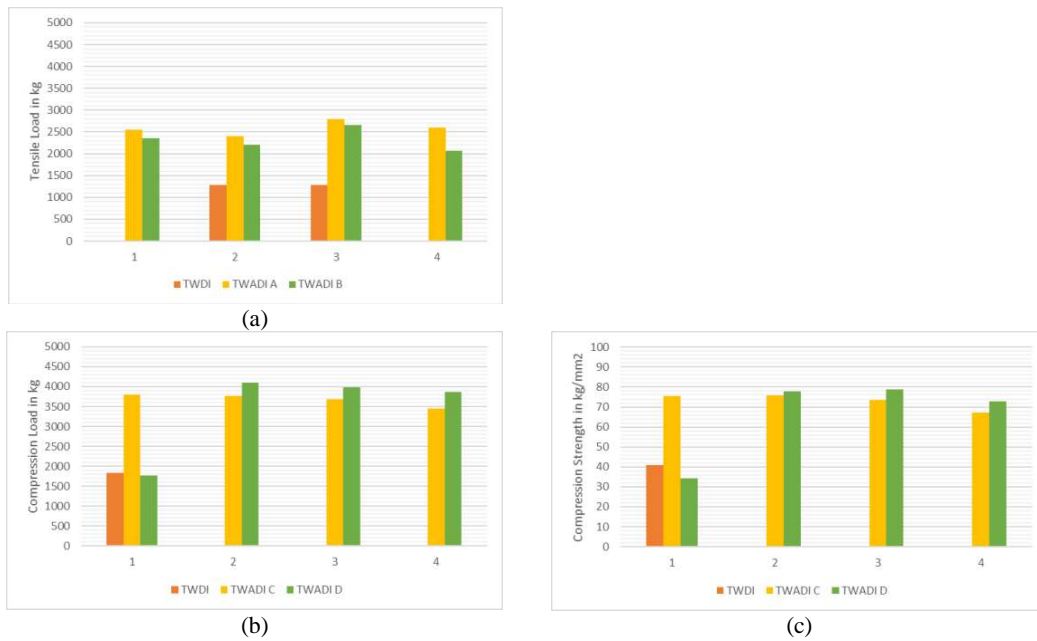 Tensile Load in kg
5000
4500
4000
3500
3000
2500
2000
1500
1000
500
0
1 2 3 4
TWDI TWADI A TWADI B
(a)
Compression Load in kg
5000
4500
4000
3500
3000
2500
2000
1500
1000
500
0
1 2 3 4
TWDI TWADI C TWADI D
(b)
Compression Strength in kg/mm2
100
90
80
70
60
50
40
30
20
10
0
1 2 3 4
TWDI TWADI C TWADI D
(c)